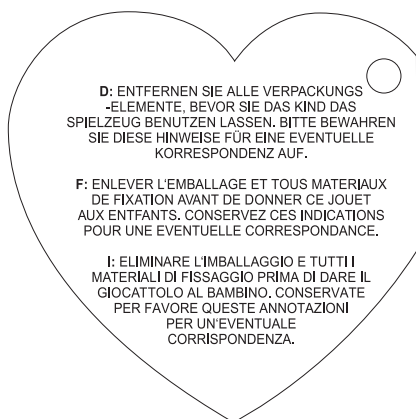 D: ENTFERNEN SIE ALLE VERPACKUNGS
-ELEMENTE, BEVOR SIE DAS KIND DAS
SPIELZEUG BENUTZEN LASSEN. BITTE BEWAHREN
SIE DIESE HINWEISE FÜR EINE EVENTUELLE
KORRESPONDENZ AUF.
F: ENLEVER L'EMBALLAGE ET TOUS MATERIAUX
DE FIXATION AVANT DE DONNER CE JOUET
AUX ENTFANTS. CONSERVEZ CES INDICATIONS
POUR UNE EVENTUELLE CORRESPONDANCE.
I: ELIMINARE L'IMBALLAGGIO E TUTTI I
MATERIALI DI FISSAGGIO PRIMA DI DARE IL
GIOCATTOLO AL BAMBINO. CONSERVATE
PER FAVORE QUESTE ANNOTAZIONI
PER UN'EVENTUALE
CORRISPONDENZA.